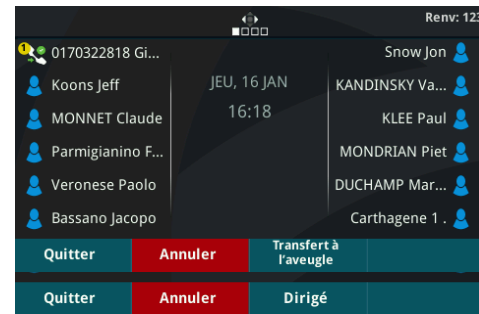 Renv: 123
1 0170322818 Gi...
Snow Jon
Koons Jeff
JEU, 16 JAN
KANDINSKY Va...
MONNET Claude
16:18
KLEE Paul
Parmigianino F...
MONDRIAN Piet
Veronese Paolo
DUCHAMP Mar...
Bassano Jacopo
Carthagene 1 .
Quitter
Annuler
Transfert à
l'aveugle
Quitter
Annuler
Dirigé